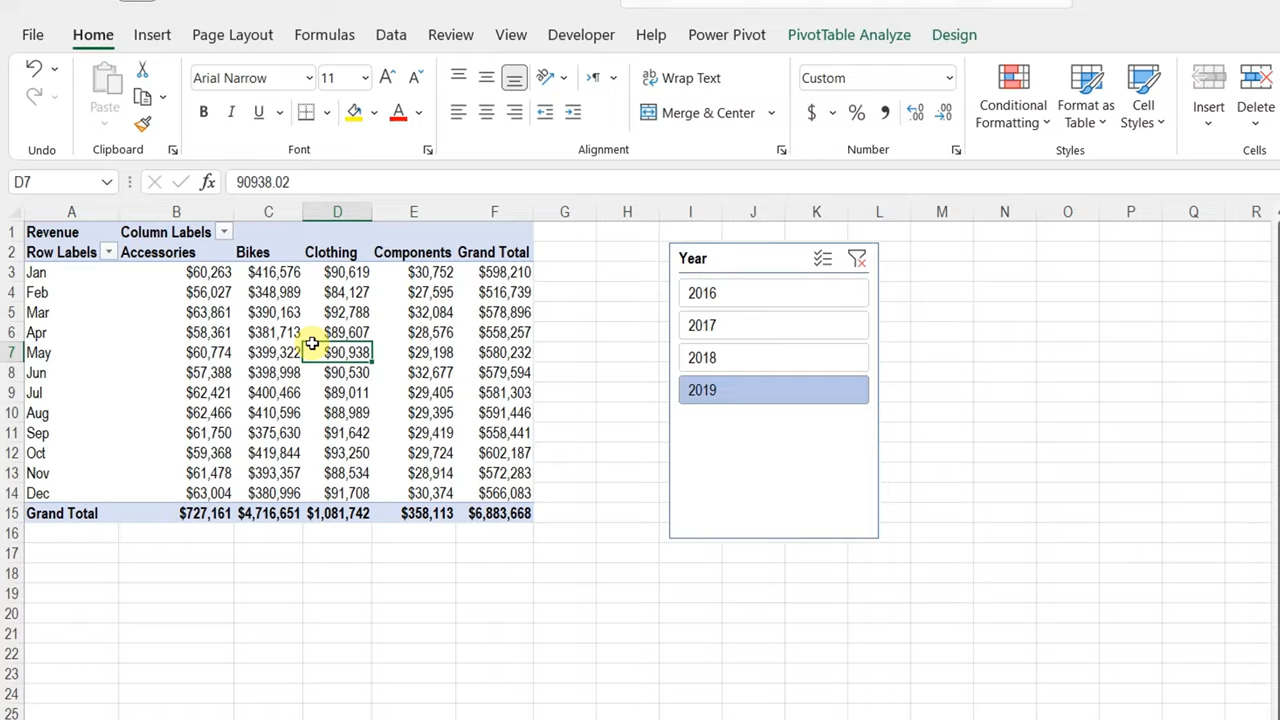 File Home Insert Page Layout Formulas Data Review View Developer Help Power Pivot PivotTable Analyze Design
Arial Narrow 11 Wrap Text Custom
Paste B I U Merge & Center $ % Conditional Formatting Format as Table Cell Styles Insert Delete
Undo Clipboard Font Alignment Number Styles Cells
D7 fx 90938.02
A B C D E F G H I J K L M N O P Q R
1 Revenue Column Labels
2 Row Labels Accessories Bikes Clothing Components Grand Total
3 Jan $60,263 $416,576 $90,619 $30,752 $598,210
4 Feb $56,027 $348,989 $84,127 $27,595 $516,739
5 Mar $63,861 $390,163 $92,788 $32,084 $578,896
6 Apr $58,361 $381,713 $89,607 $28,576 $558,257
7 May $60,774 $399,322 $90,938 $29,198 $580,232
8 Jun $57,388 $398,998 $90,530 $32,677 $579,594
9 Jul $62,421 $400,466 $89,011 $29,405 $581,303
10 Aug $62,466 $410,596 $88,989 $29,395 $591,446
11 Sep $61,750 $375,630 $91,642 $29,419 $558,441
12 Oct $59,368 $419,844 $93,250 $29,724 $602,187
13 Nov $61,478 $393,357 $88,534 $28,914 $572,283
14 Dec $63,004 $380,996 $91,708 $30,374 $566,083
15 Grand Total $727,161 $4,716,651 $1,081,742 $358,113 $6,883,668
16
17
18
19
20
21
22
23
24
25
Year
2016
2017
2018
2019